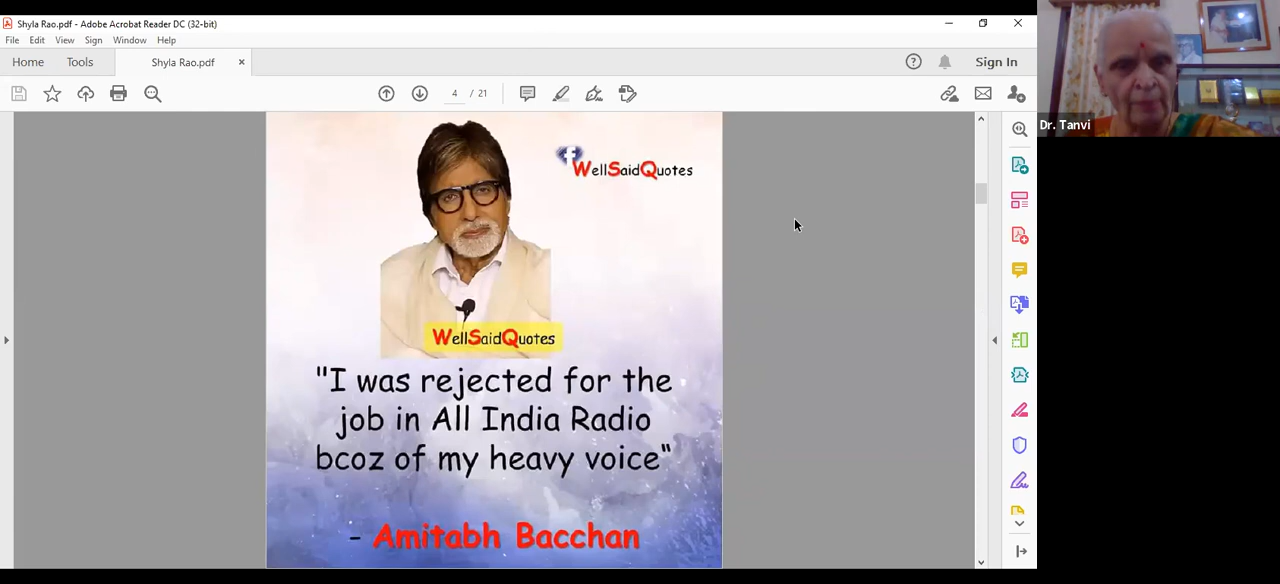 Shyla Rao.pdf - Adobe Acrobat Reader DC (32-bit)
File Edit View Sign Window Help
Home Tools Shyla Rao.pdf Sign In
4 / 21
WellSaidQuotes
WellSaidQuotes
"I was rejected for the
job in All India Radio
bcoz of my heavy voice"
- Amitabh Bacchan
Dr. Tanvi